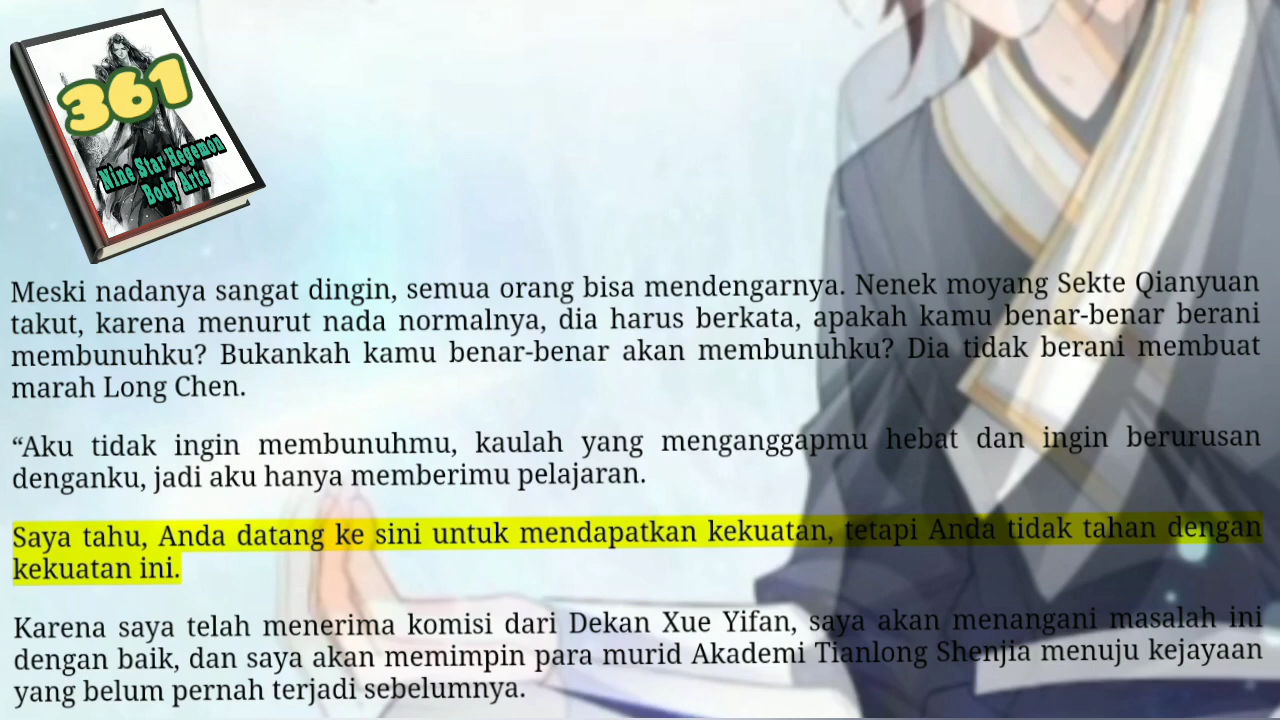 361
Nine Star Hegemon
Body Arts
Meski nadanya sangat dingin, semua orang bisa mendengarnya. Nenek moyang Sekte Qianyuan
takut, karena menurut nada normalnya, dia harus berkata, apakah kamu benar-benar berani
membunuhku? Bukankah kamu benar-benar akan membunuhku? Dia tidak berani membuat
marah Long Chen.
“Aku tidak ingin membunuhmu, kaulah yang menganggapmu hebat dan ingin berurusan
denganku, jadi aku hanya memberimu pelajaran.
Saya tahu, Anda datang ke sini untuk mendapatkan kekuatan, tetapi Anda tidak tahan dengan
kekuatan ini.
Karena saya telah menerima komisi dari Dekan Xue Yifan, saya akan menangani masalah ini
dengan baik, dan saya akan memimpin para murid Akademi Tianlong Shenjia menuju kejayaan
yang belum pernah terjadi sebelumnya.